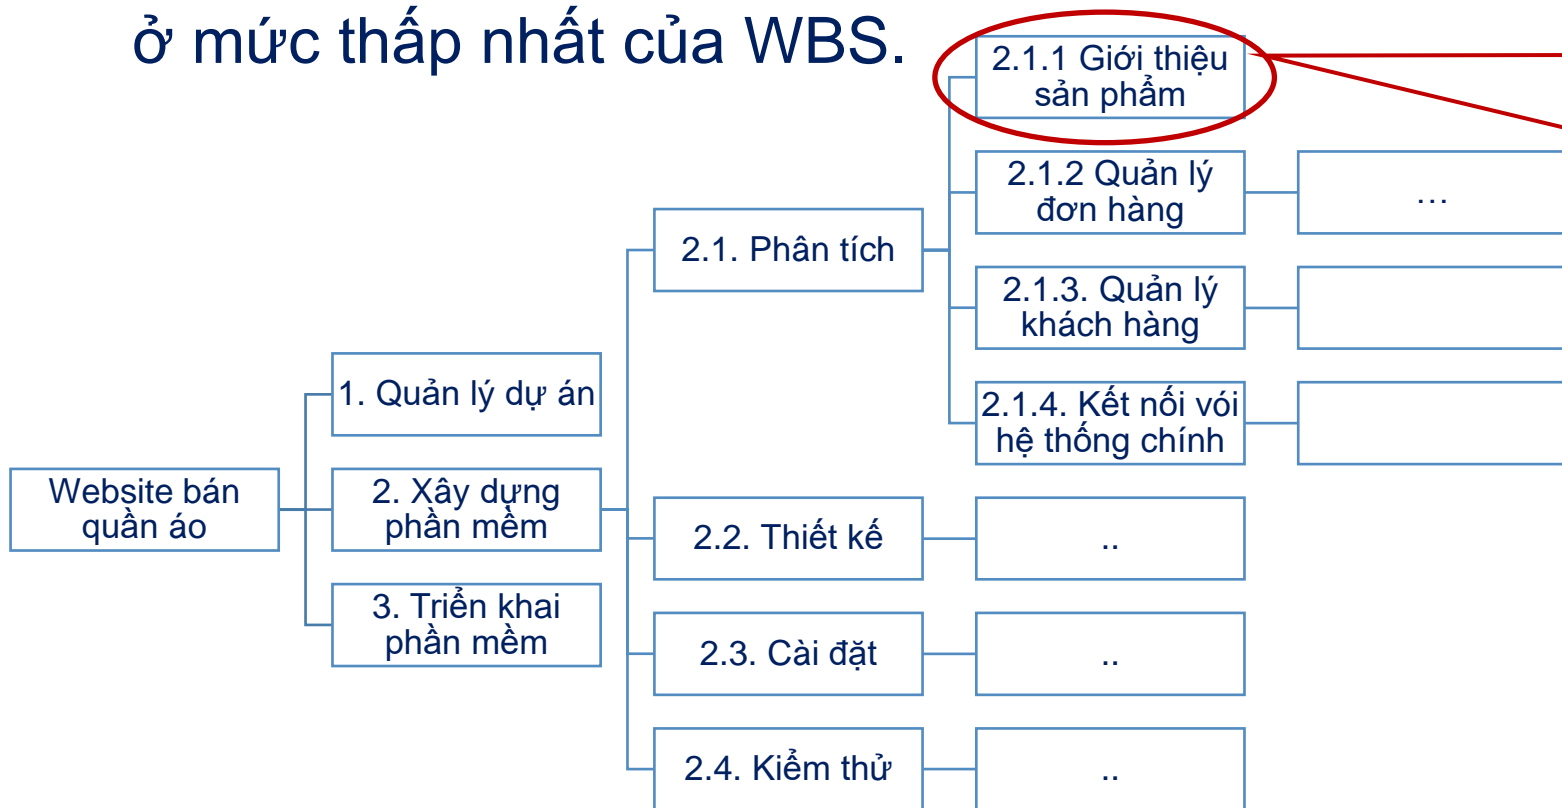 ở mức thấp nhất của WBS.
2.1.1 Giới thiệu
sản phẩm
2.1.2 Quản lý
đơn hàng
…
2.1. Phân tích
2.1.3. Quản lý
khách hàng
1. Quản lý dự án
2.1.4. Kết nối vói
hệ thống chính
Website bán
quần áo
2. Xây dựng
phần mềm
2.2. Thiết kế
..
3. Triển khai
phần mềm
2.3. Cài đặt
..
2.4. Kiểm thử
..